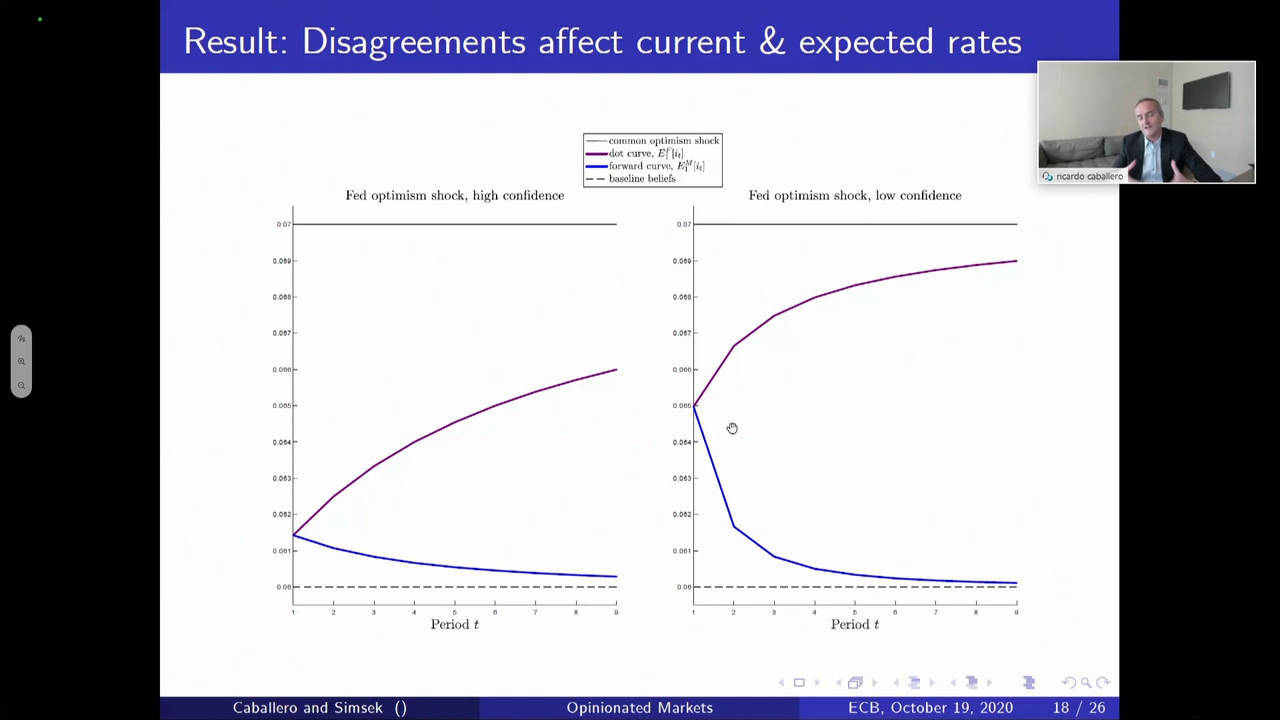 Result: Disagreements affect current & expected rates
ricardo caballero
common optimism shock
dot curve, E₁ᶠ[iₜ]
forward curve, E₁ᴹ[iₜ]
baseline beliefs
Fed optimism shock, high confidence
0.07
0.069
0.068
0.067
0.066
0.065
0.064
0.063
0.062
0.061
0.06
1 2 3 4 5 6 7 8 9
Period t
Fed optimism shock, low confidence
0.07
0.069
0.068
0.067
0.066
0.065
0.064
0.063
0.062
0.061
0.06
1 2 3 4 5 6 7 8 9
Period t
Caballero and Simsek ()
Opinionated Markets
ECB, October 19, 2020
18 / 26